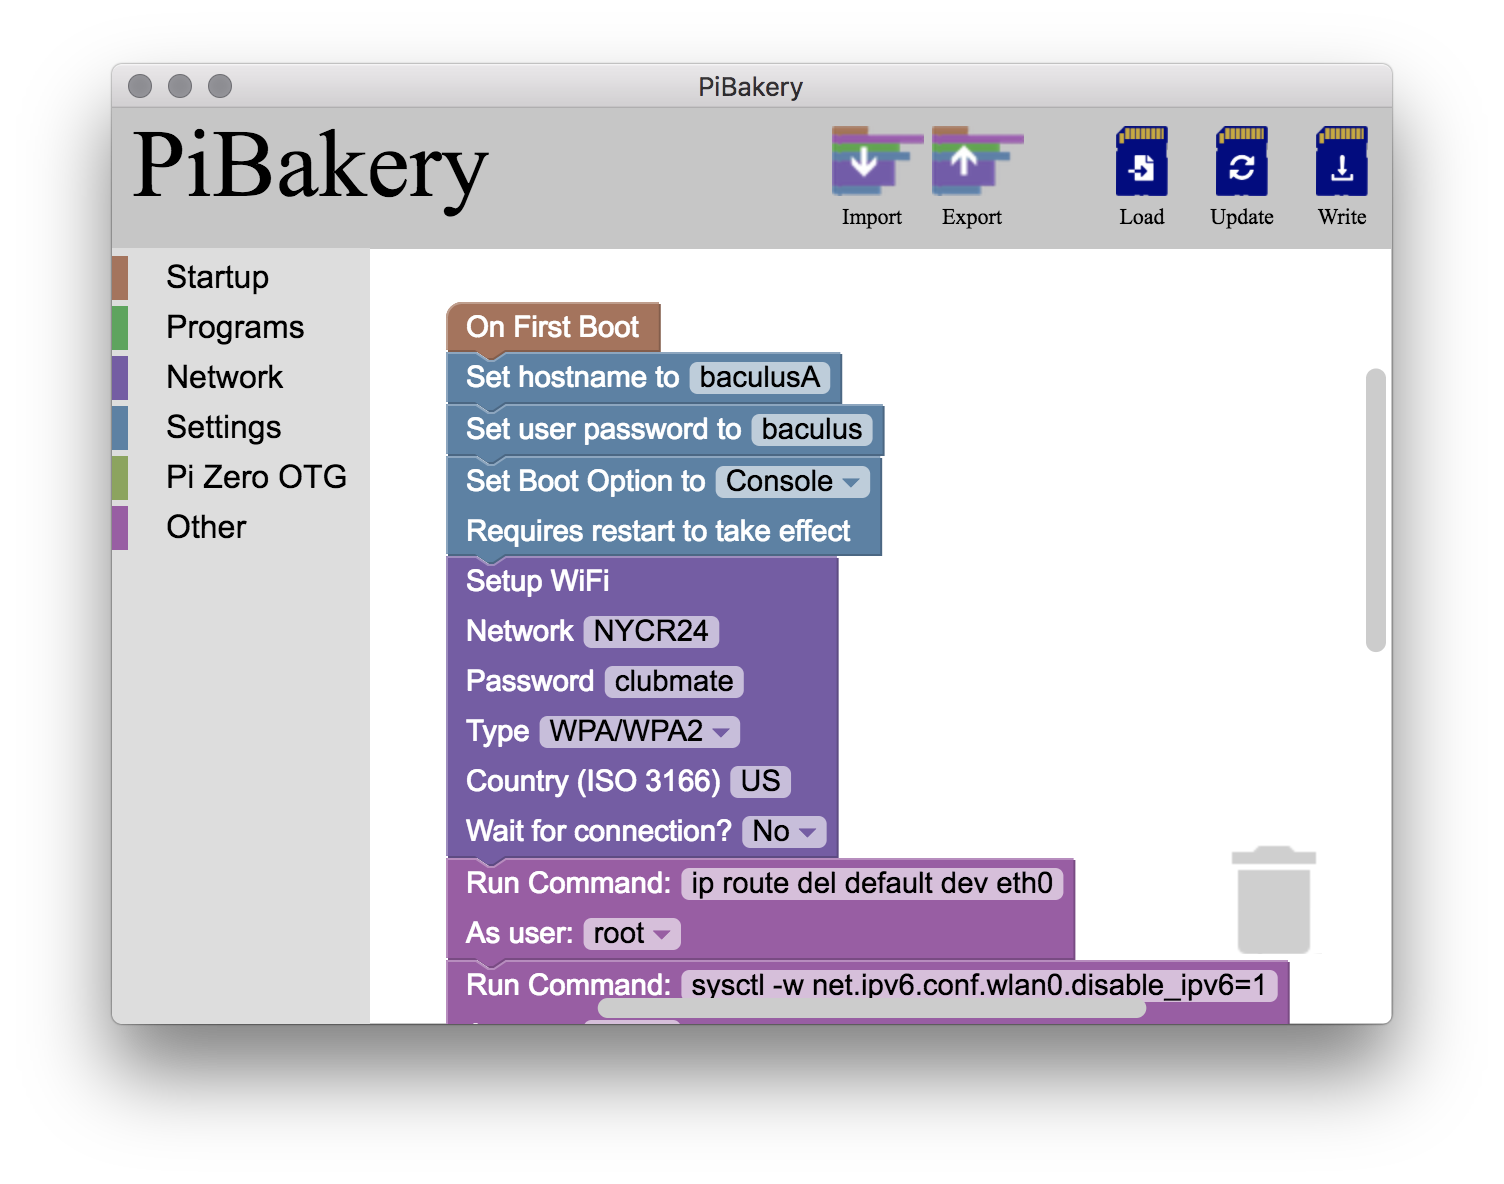 PiBakery
PiBakery
Import
Export
Load
Update
Write
Startup
Programs
Network
Settings
Pi Zero OTG
Other
On First Boot
Set hostname to baculusA
Set user password to baculus
Set Boot Option to Console
Requires restart to take effect
Setup WiFi
Network NYCR24
Password clubmate
Type WPA/WPA2
Country (ISO 3166) US
Wait for connection? No
Run Command: ip route del default dev eth0
As user: root
Run Command: sysctl -w net.ipv6.conf.wlan0.disable_ipv6=1